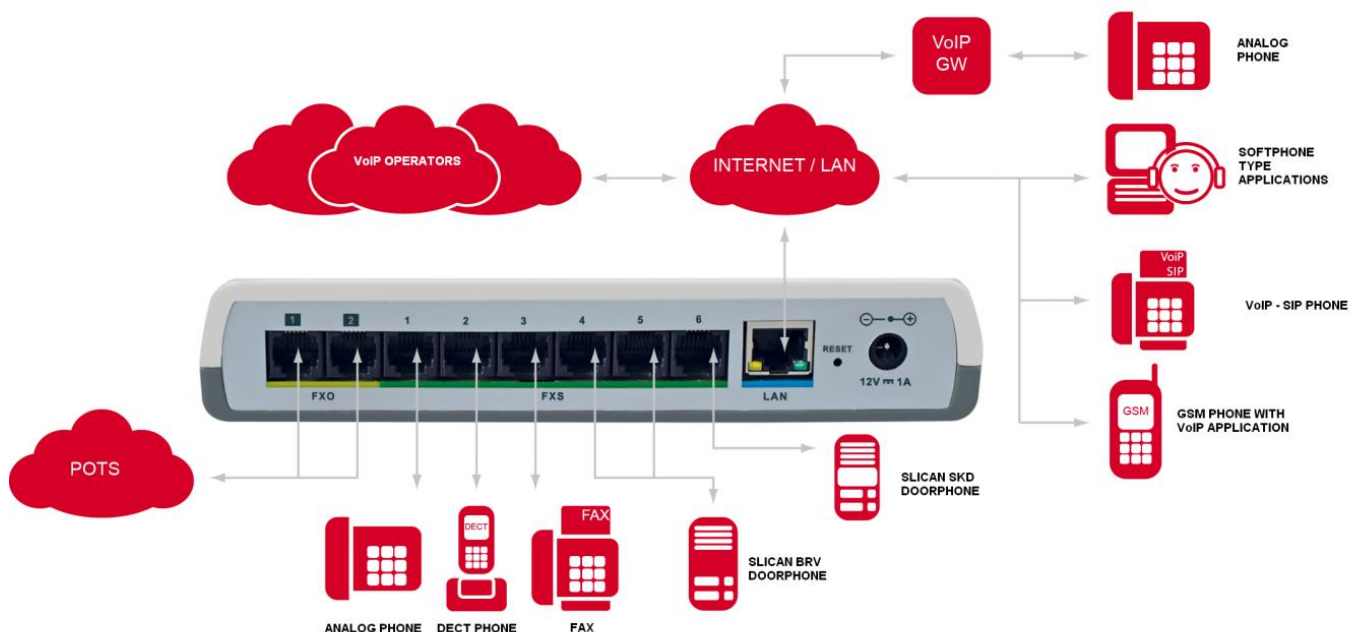 VoIP
GW
ANALOG
PHONE
VoIP OPERATORS
INTERNET / LAN
SOFTPHONE
TYPE
APPLICATIONS
VoiP
SIP
VoIP - SIP PHONE
1 2 1 2 3 4 5 6
RESET
12V 1A
FXO FXS LAN
GSM
GSM PHONE WITH
VoIP APPLICATION
POTS
SLICAN SKD
DOORPHONE
DECT
FAX
SLICAN BRV
DOORPHONE
ANALOG PHONE DECT PHONE FAX